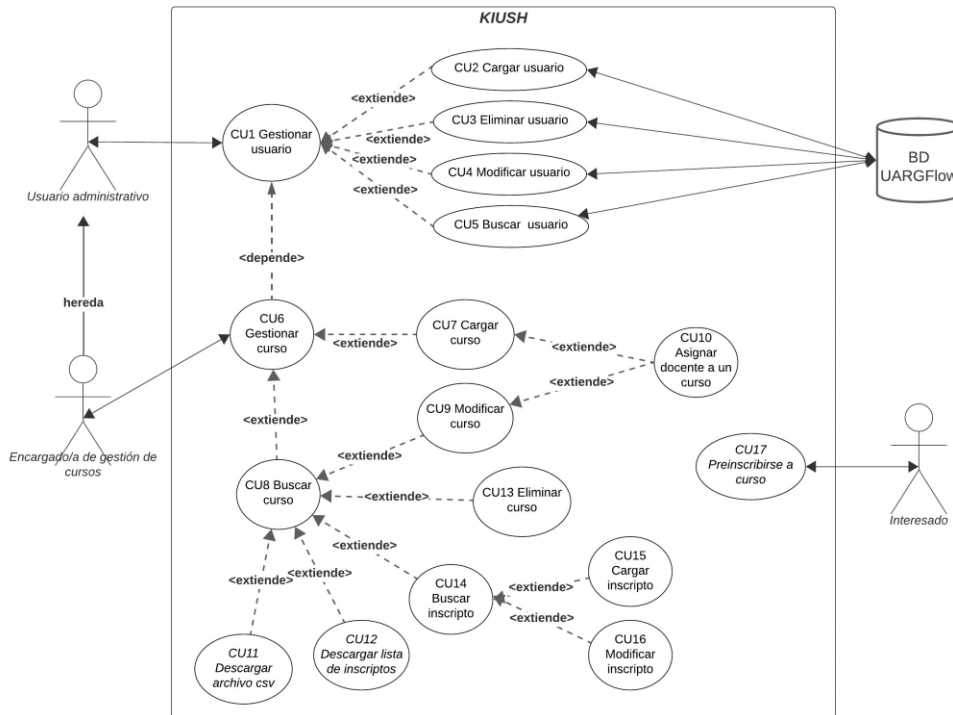 KIUSH
CU2 Cargar usuario
<extiende>
CU1 Gestionar
usuario
CU3 Eliminar usuario
<extiende>
<extiende>
CU4 Modificar usuario
<extiende>
CU5 Buscar  usuario
BD
UARGFlow
Usuario administrativo
<depende>
hereda
CU6
Gestionar
curso
<extiende>
CU7 Cargar
curso
<extiende>
CU10
Asignar
docente a un
curso
<extiende>
CU9 Modificar
curso
<extiende>
<extiende>
Encargado/a de gestión de
cursos
CU17
Preinscribirse a
curso
Interesado
CU8 Buscar
curso
<extiende>
CU13 Eliminar
curso
<extiende>
<extiende>
<extiende>
CU14
Buscar
inscripto
<extiende>
CU15
Cargar
inscripto
<extiende>
CU16
Modificar
inscripto
CU11
Descargar
archivo csv
CU12
Descargar lista
de inscriptos